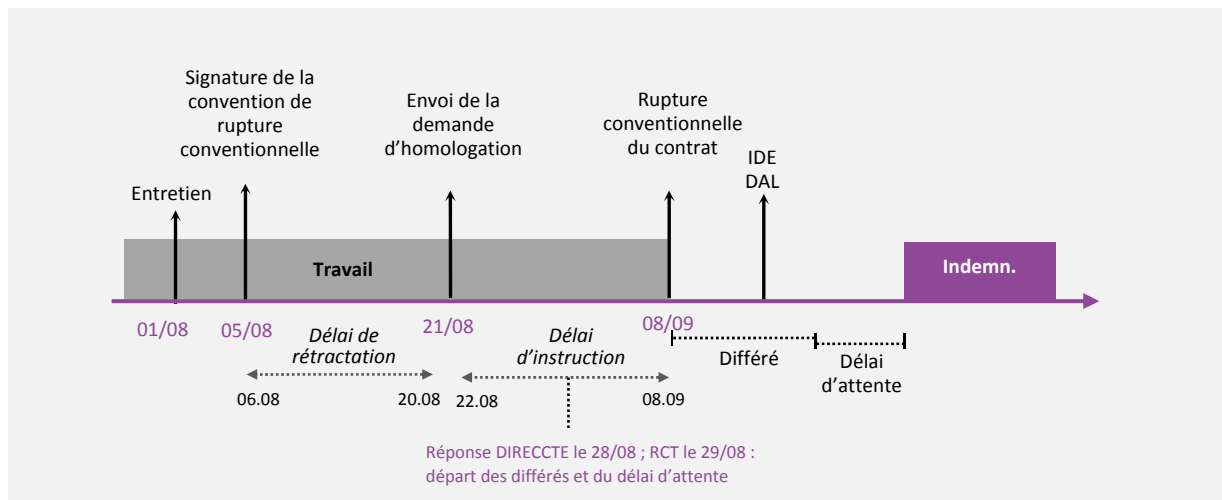 Signature de la
convention de
rupture
conventionnelle
Envoi de la
demande
d'homologation
Rupture
conventionnelle
du contrat
IDE
DAL
Entretien
Travail
Indemn.
01/08
05/08
21/08
08/09
Délai de
rétractation
Délai
d'instruction
Différé
Délai
d'attente
06.08
20.08
22.08
08.09
Réponse DIRECCTE le 28/08 ; RCT le 29/08 :
départ des différés et du délai d'attente